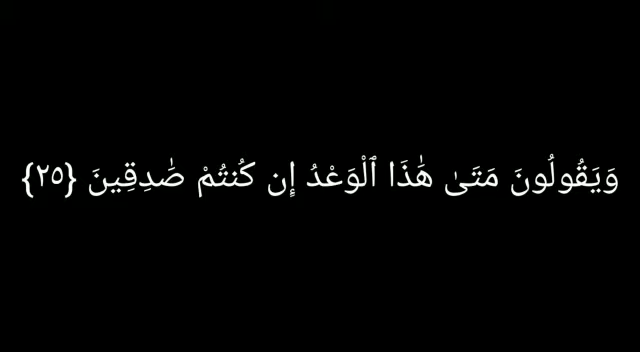 وَيَقُولُونَ مَتَىٰ هَٰذَا ٱلْوَعْدُ إِن كُنتُمْ صَٰدِقِينَ {٢٥}